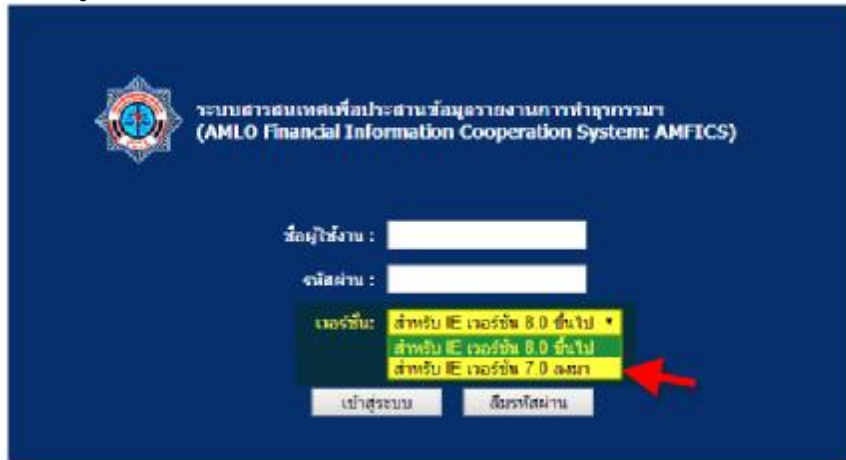 ระบบสารสนเทศเพื่อประสานข้อมูลรายงานการทำธุรกรรมฯ
(AMLO Financial Information Cooperation System: AMFICS)
ชื่อผู้ใช้งาน :
รหัสผ่าน :
เวอร์ชั่น: สำหรับ IE เวอร์ชัน 8.0 ขึ้นไป
สำหรับ IE เวอร์ชัน 8.0 ขึ้นไป
สำหรับ IE เวอร์ชัน 7.0 ลงมา
เข้าสู่ระบบ ลืมรหัสผ่าน